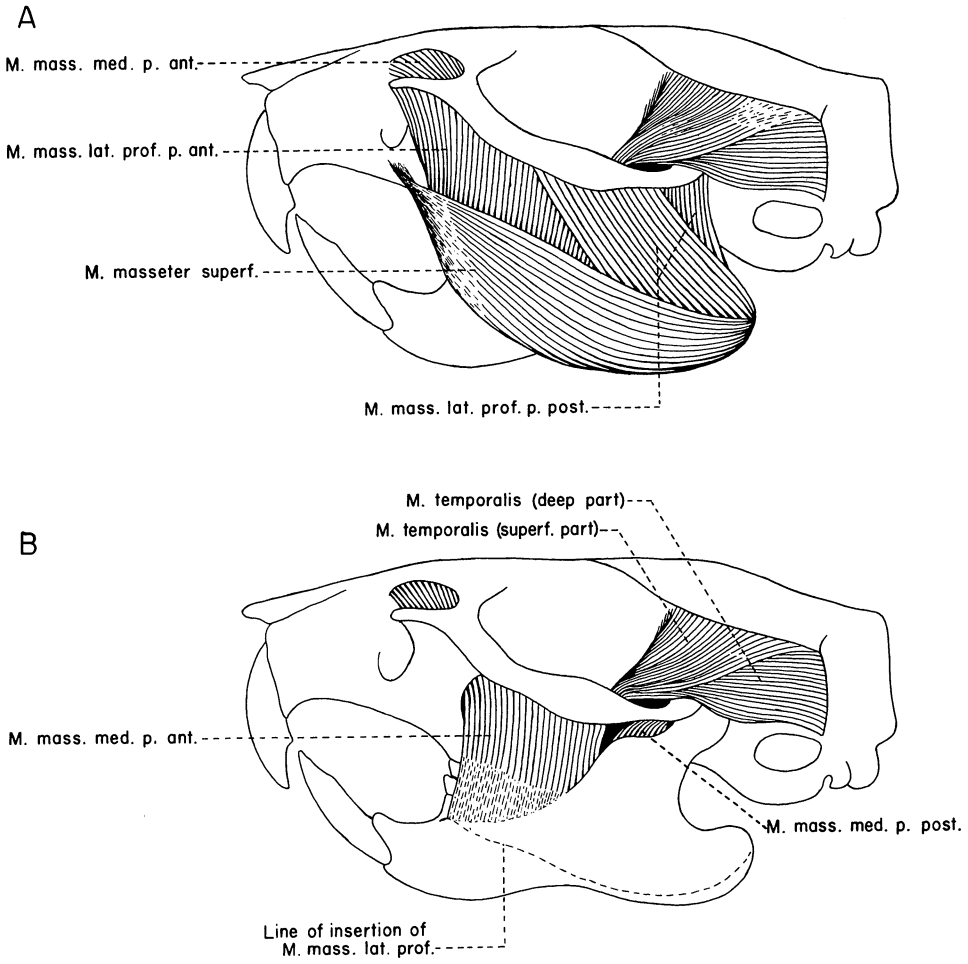 A
M. mass. med. p. ant.
M. mass. lat. prof. p. ant.
M. masseter superf.
M. mass. lat. prof. p. post.
M. temporalis (deep part)
M. temporalis (superf. part)
B
M. mass. med. p. ant.
M. mass. med. p. post.
Line of insertion of
M. mass. lat. prof.